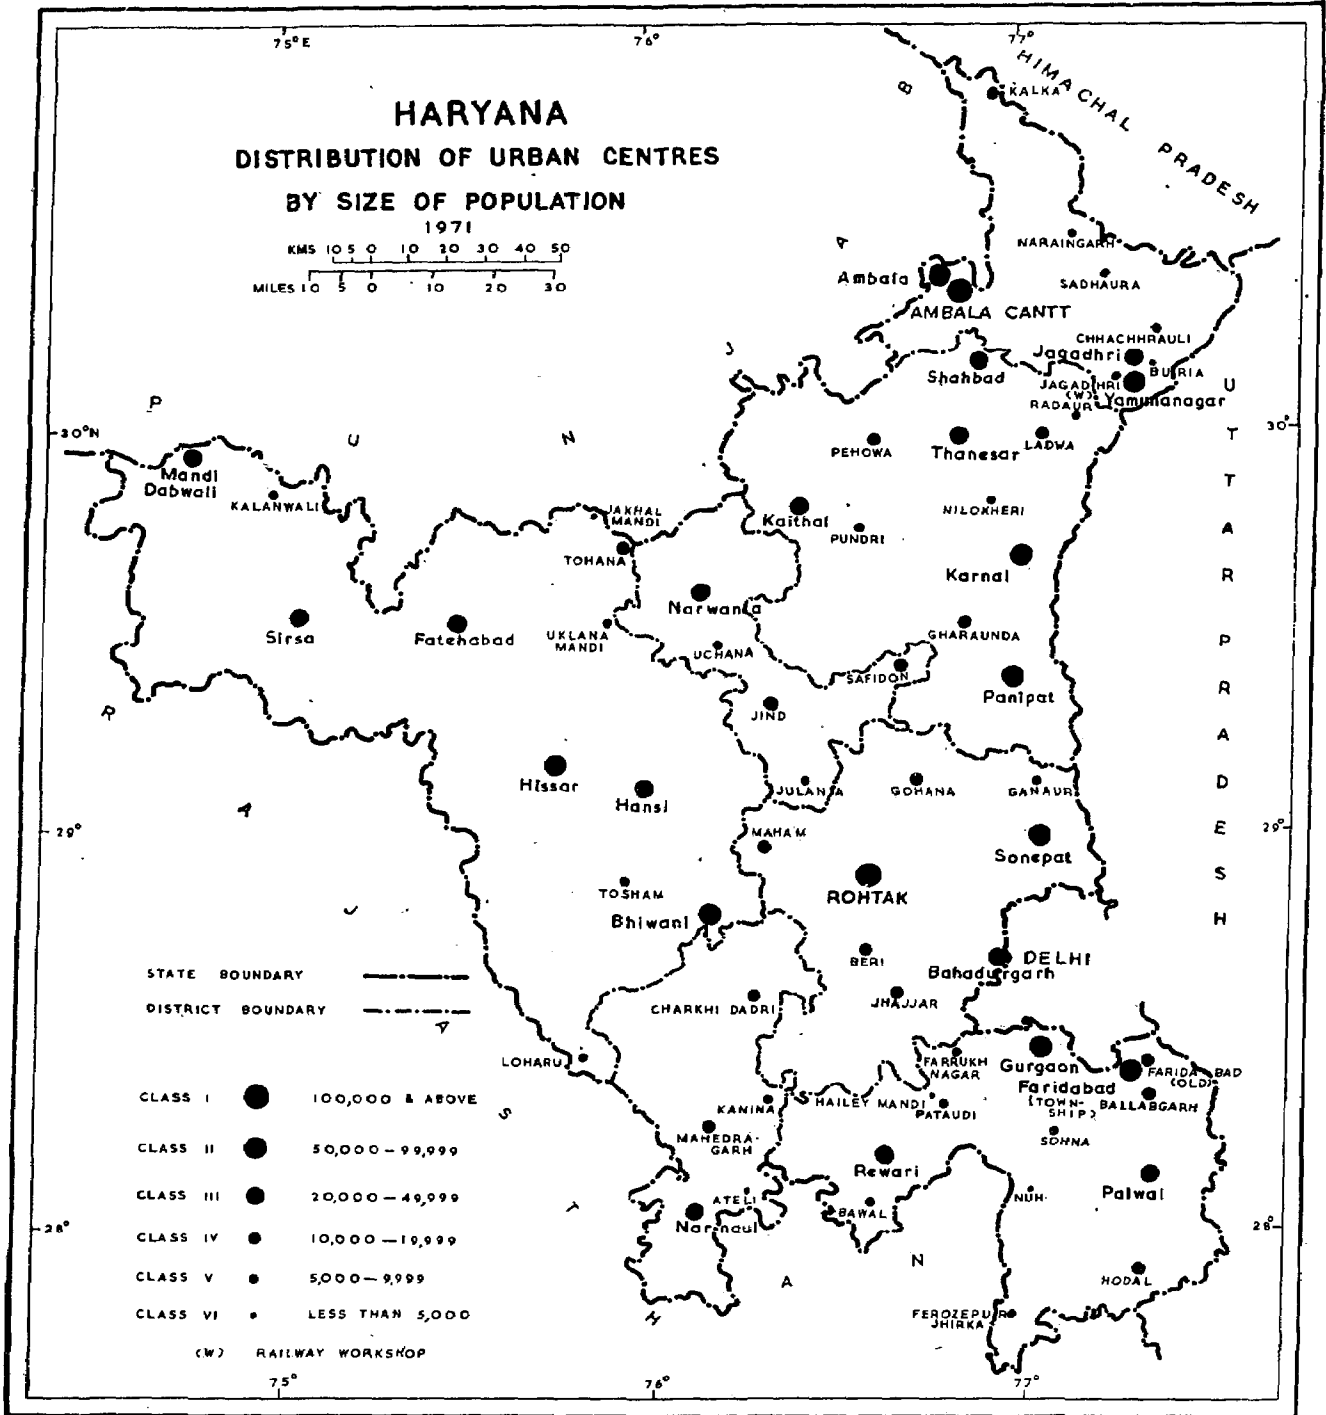 75°E 76° 77°
HIMACHAL PRADESH
HARYANA
DISTRIBUTION OF URBAN CENTRES
BY SIZE OF POPULATION
1971
KMS 10 5 0 10 20 30 40 50
MILES 10 5 0 10 20 30
PUNJAB
KALKA
NARAINGARH
SADHAURA
Ambala
AMBALA CANTT
CHHACHHRAULI
Jagadhri
BURIA
JAGADHRI
(W)
Yamunanagar
RADAUR
Shahbad
UTTAR PRADESH
30°N 30°
PEHOWA
Thanesar
LADWA
Mandi
Dabwali
KALANWALI
JAKHAL
MANDI
TOHANA
Kaithal
PUNDRI
NILOKHERI
Karnal
Narwana
Sirsa
Fatehabad
UKLANA
MANDI
UCHANA
GHARAUNDA
SAFIDON
Panipat
JIND
Hissar
Hansi
JULANA
GOHANA
GANAUR
29° 29°
MAHAM
Sonepat
TOSHAM
ROHTAK
Bhiwani
BERI
DELHI
Bahadurgarh
CHARKHI DADRI
JHAJJAR
RAJASTHAN
STATE BOUNDARY
DISTRICT BOUNDARY
LOHARU
FARRUKH
NAGAR
Gurgaon
FARIDABAD
(OLD)
Faridabad
(TOWN-
SHIP)
BALLABGARH
KANINA
HAILEY MANDI
PATAUDI
MAHEDRA-
GARH
SOHNA
Rewari
Palwal
ATELI
NUH
BAWAL
Narnaul
28° 28°
HODAL
FEROZEPUR
JHIRKA
CLASS I 100,000 & ABOVE
CLASS II 50,000-99,999
CLASS III 20,000-49,999
CLASS IV 10,000-19,999
CLASS V 5,000-9,999
CLASS VI LESS THAN 5,000
(W) RAILWAY WORKSHOP
75° 76° 77°